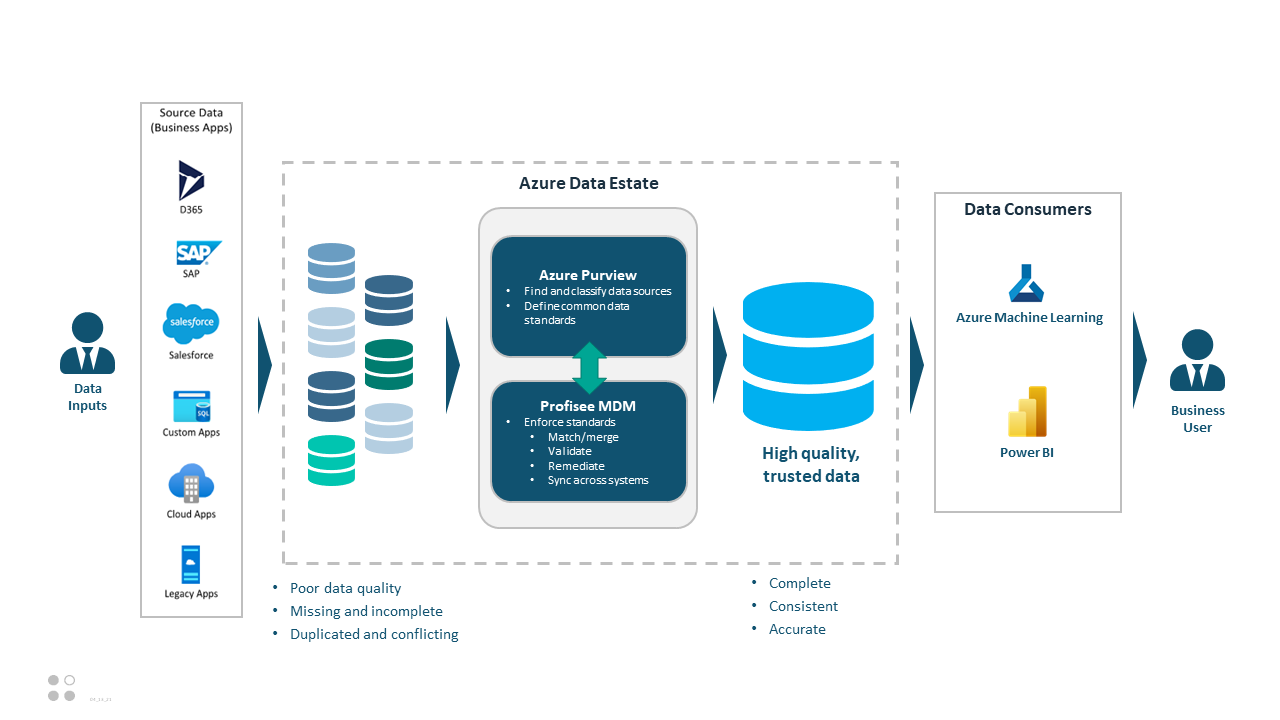 Source Data
(Business Apps)
D365
SAP
SAP
salesforce
Salesforce
SQL
Custom Apps
Cloud Apps
Legacy Apps
Data
Inputs
Azure Data Estate
Azure Purview
• Find and classify data sources
• Define common data
standards
Profisee MDM
• Enforce standards
• Match/merge
• Validate
• Remediate
• Sync across systems
High quality,
trusted data
• Poor data quality
• Missing and incomplete
• Duplicated and conflicting
• Complete
• Consistent
• Accurate
Data Consumers
Azure Machine Learning
Power BI
Business
User